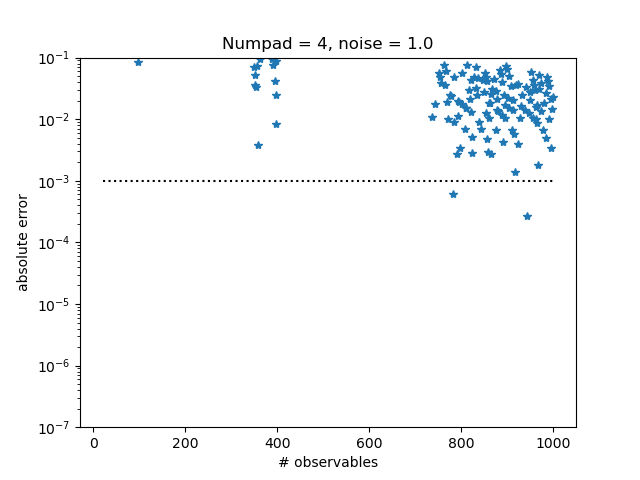 Numpad = 4, noise = 1.0
absolute error
10⁻¹
10⁻²
10⁻³
10⁻⁴
10⁻⁵
10⁻⁶
10⁻⁷
0 200 400 600 800 1000
# observables